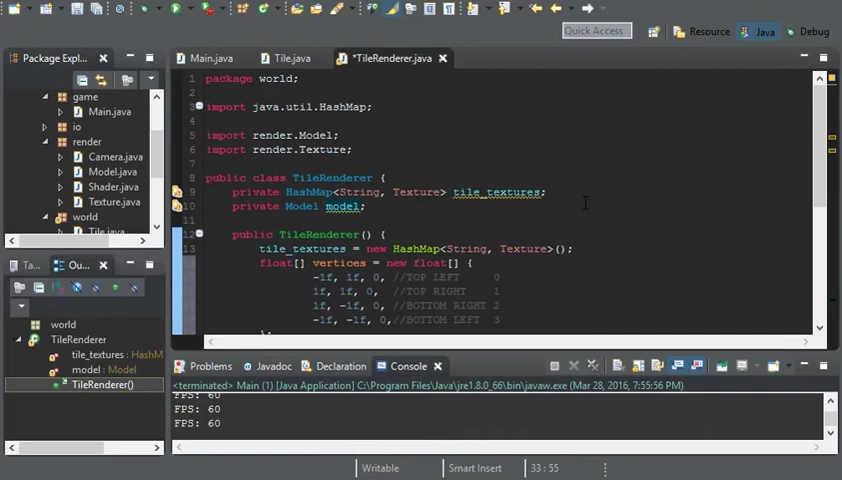 Quick Access
Resource
Java
Debug
Package Expl...
Main.java
Tile.java
*TileRenderer.java
game
Main.java
io
render
Camera.java
Model.java
Shader.java
Texture.java
world
Tile.java
1 package world;
2
3 import java.util.HashMap;
4
5 import render.Model;
6 import render.Texture;
7
8 public class TileRenderer {
9 private HashMap<String, Texture> tile_textures;
10 private Model model;
11
12 public TileRenderer() {
13 tile_textures = new HashMap<String, Texture>();
float[] vertices = new float[] {
-1f, 1f, 0, //TOP LEFT 0
1f, 1f, 0, //TOP RIGHT 1
1f, -1f, 0, //BOTTOM RIGHT 2
-1f, -1f, 0,//BOTTOM LEFT 3
};
Ta...
Ou...
world
TileRenderer
tile_textures : HashM
model : Model
TileRenderer()
Problems
Javadoc
Declaration
Console
<terminated> Main (1) [Java Application] C:\Program Files\Java\jre1.8.0_66\bin\javaw.exe (Mar 28, 2016, 7:55:56 PM)
FPS: 60
FPS: 60
FPS: 60
Writable
Smart Insert
33 : 55